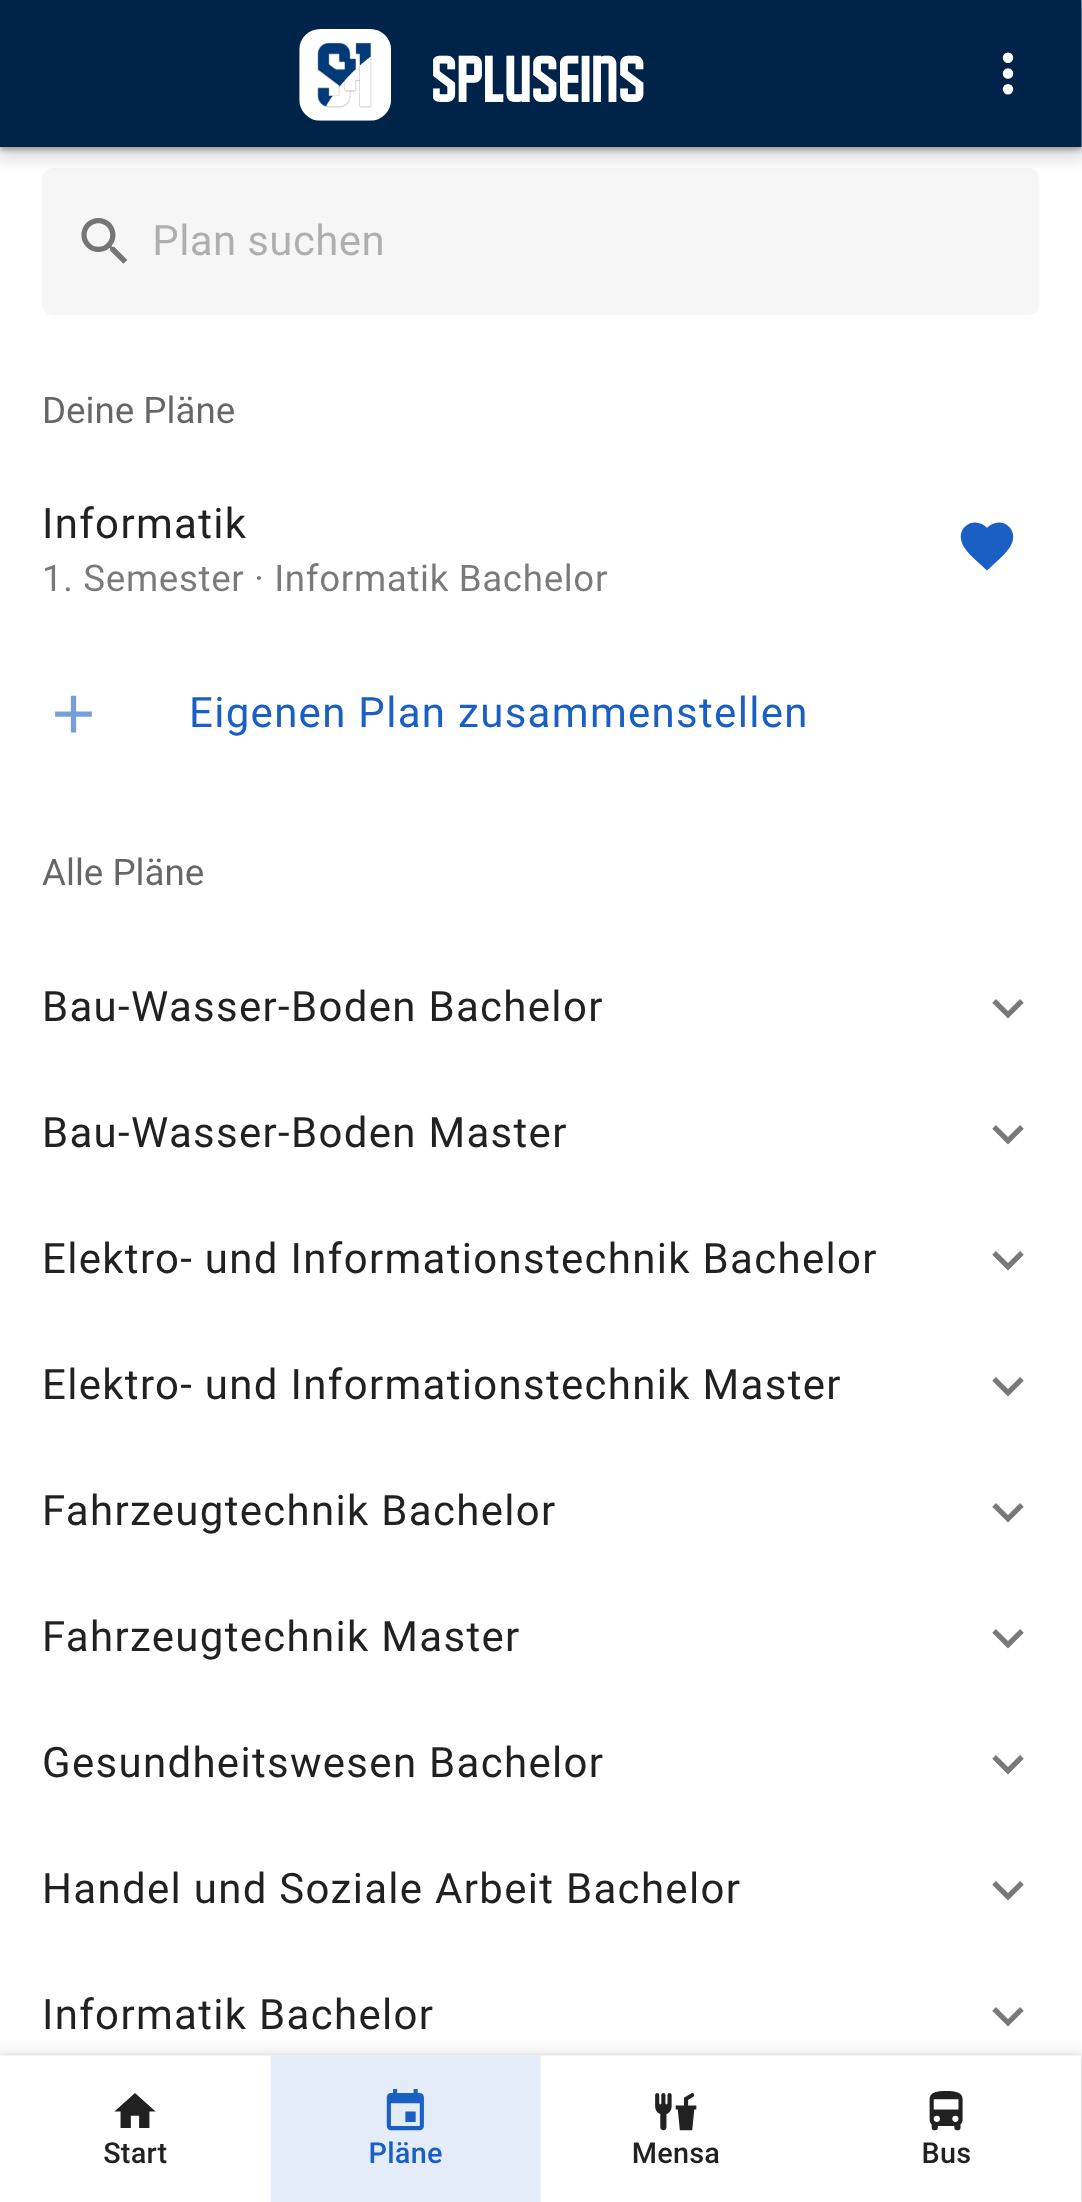 SPLUSEINS
Plan suchen
Deine Pläne
Informatik
1. Semester · Informatik Bachelor
Eigenen Plan zusammenstellen
Alle Pläne
Bau-Wasser-Boden Bachelor
Bau-Wasser-Boden Master
Elektro- und Informationstechnik Bachelor
Elektro- und Informationstechnik Master
Fahrzeugtechnik Bachelor
Fahrzeugtechnik Master
Gesundheitswesen Bachelor
Handel und Soziale Arbeit Bachelor
Informatik Bachelor
Start
Pläne
Mensa
Bus